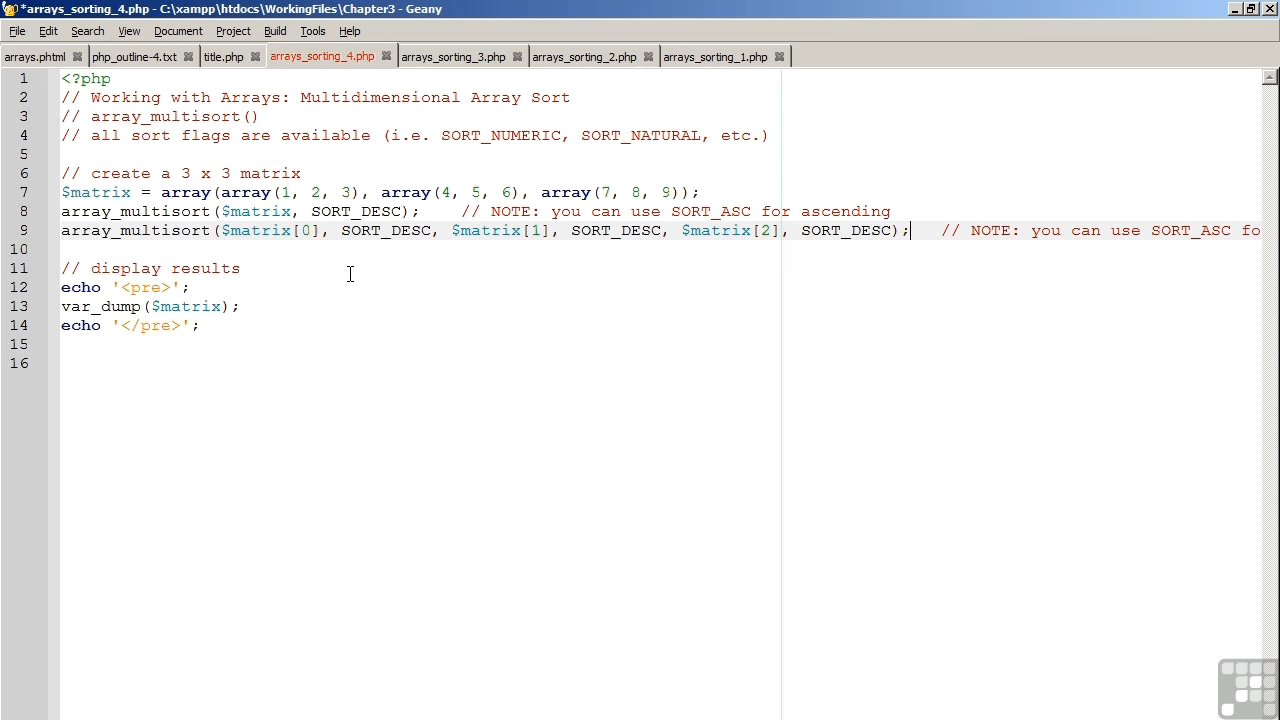 *arrays_sorting_4.php - C:\xampp\htdocs\WorkingFiles\Chapter3 - Geany
File Edit Search View Document Project Build Tools Help
arrays.phtml php_outline-4.txt title.php arrays_sorting_4.php arrays_sorting_3.php arrays_sorting_2.php arrays_sorting_1.php
1 <?php
2 // Working with Arrays: Multidimensional Array Sort
3 // array_multisort()
4 // all sort flags are available (i.e. SORT_NUMERIC, SORT_NATURAL, etc.)
5
6 // create a 3 x 3 matrix
7 $matrix = array(array(1, 2, 3), array(4, 5, 6), array(7, 8, 9));
8 array_multisort($matrix, SORT_DESC);    // NOTE: you can use SORT_ASC for ascending
9 array_multisort($matrix[0], SORT_DESC, $matrix[1], SORT_DESC, $matrix[2], SORT_DESC);   // NOTE: you can use SORT_ASC fo
10
11 // display results
12 echo '<pre>';
13 var_dump($matrix);
14 echo '</pre>';
15
16